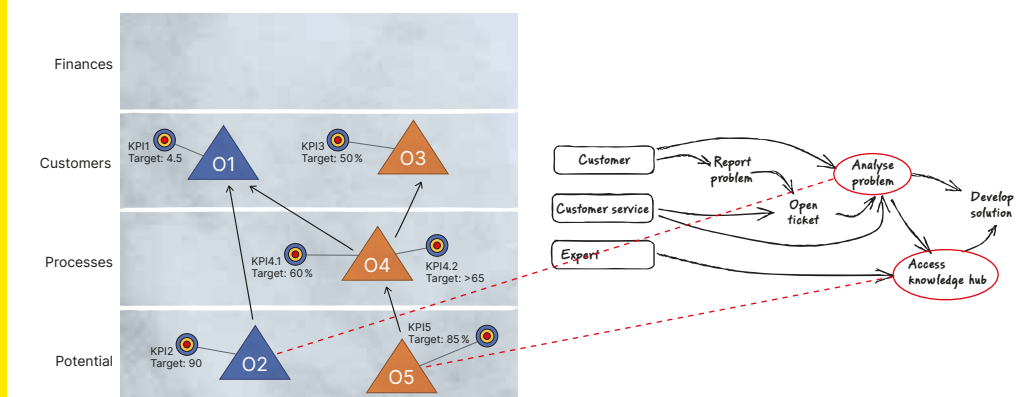 Finances
Customers
KPI1
Target: 4.5
O1
KPI3
Target: 50%
O3
Processes
KPI4.1
Target: 60%
O4
KPI4.2
Target: >65
Potential
KPI2
Target: 90
O2
KPI5
Target: 85%
O5
Customer
Customer service
Expert
Report
problem
Open
ticket
Analyse
problem
Develop
solution
Access
knowledge hub